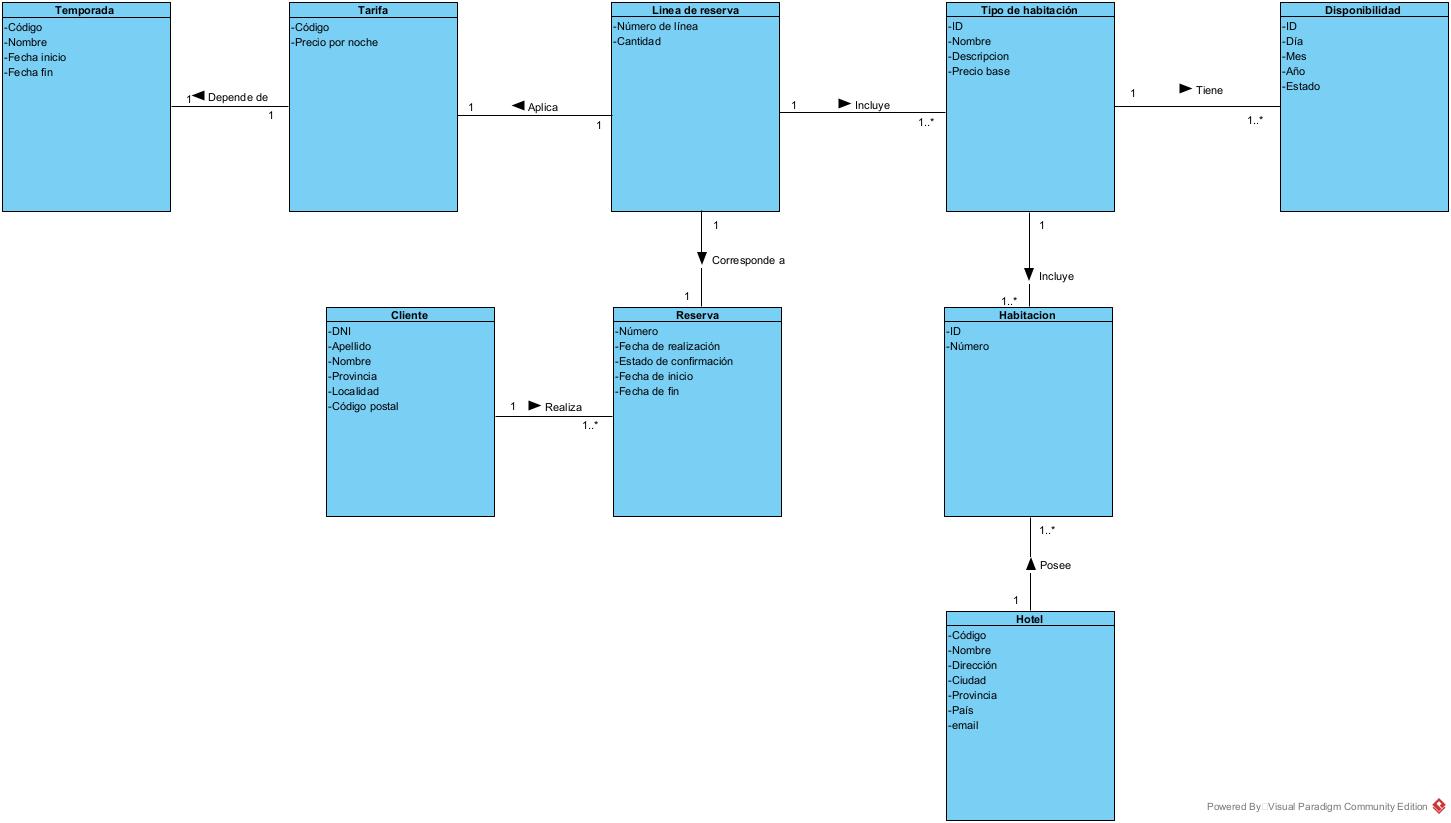 Temporada
-Código
-Nombre
-Fecha inicio
-Fecha fin
1
Depende de
1
Tarifa
-Código
-Precio por noche
1
Aplica
1
Linea de reserva
-Número de línea
-Cantidad
1
Incluye
1..*
Tipo de habitación
-ID
-Nombre
-Descripcion
-Precio base
1
Tiene
1..*
Disponibilidad
-ID
-Día
-Mes
-Año
-Estado
1
Corresponde a
1
1
Incluye
1..*
Cliente
-DNI
-Apellido
-Nombre
-Provincia
-Localidad
-Código postal
1
Realiza
1..*
Reserva
-Número
-Fecha de realización
-Estado de confirmación
-Fecha de inicio
-Fecha de fin
Habitacion
-ID
-Número
1..*
Posee
1
Hotel
-Código
-Nombre
-Dirección
-Ciudad
-Provincia
-País
-email
Powered By Visual Paradigm Community Edition